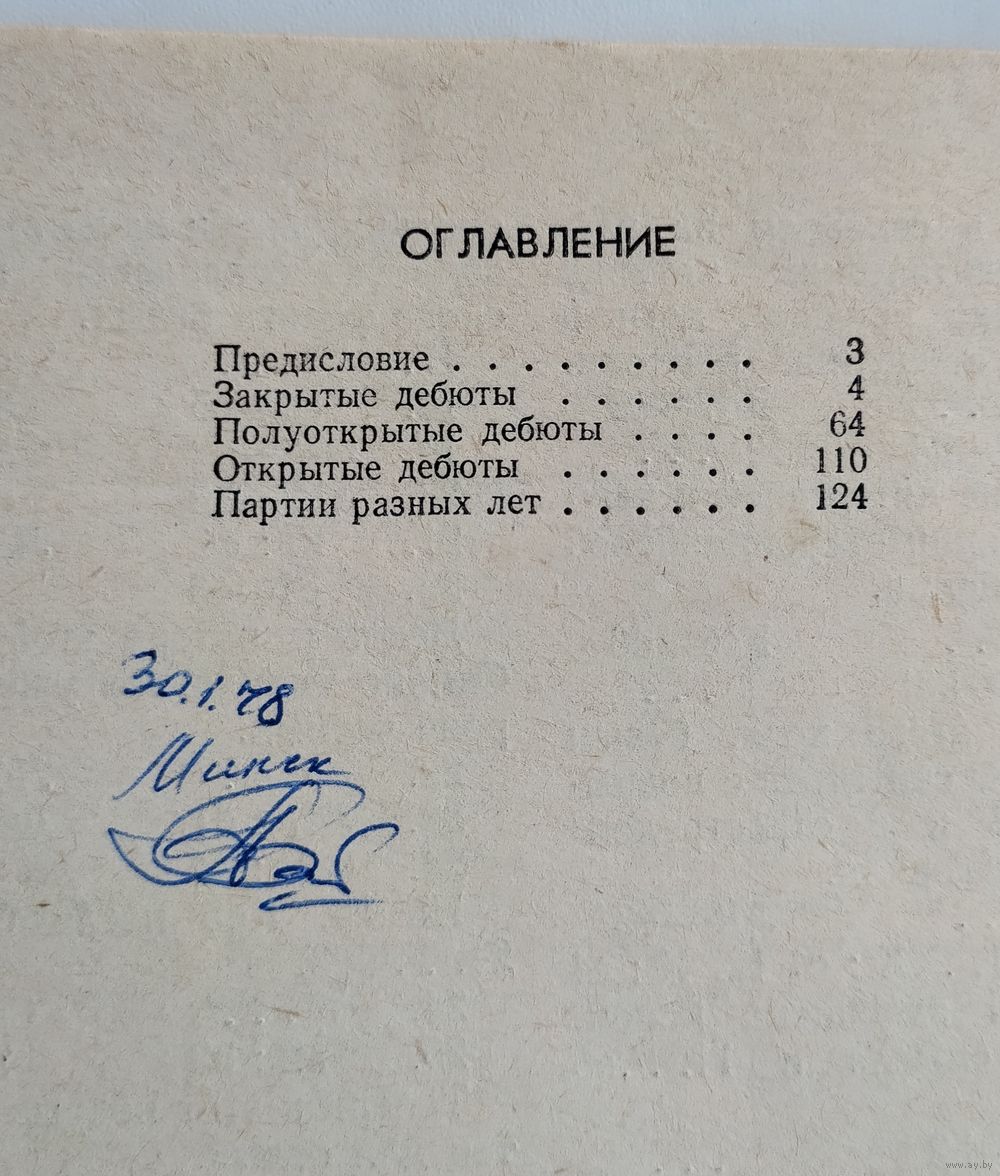 ОГЛАВЛЕНИЕ
Предисловие . . . . . . . . . 3
Закрытые дебюты . . . . . . 4
Полуоткрытые дебюты . . . . 64
Открытые дебюты . . . . . . 110
Партии разных лет . . . . . . 124
30.1.78
Минск
www.ay.by